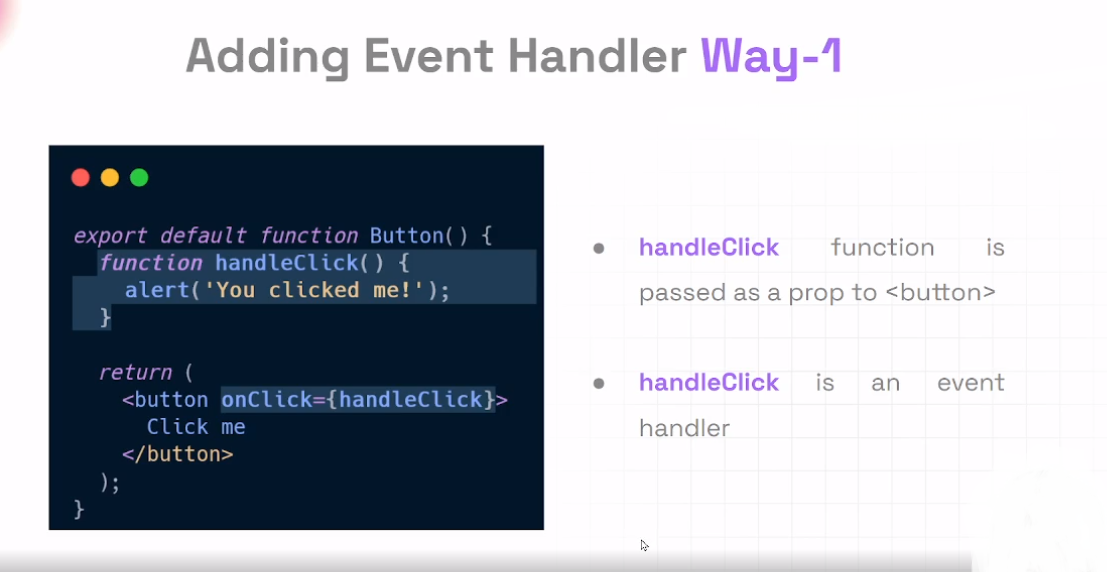 Adding Event Handler Way-1
export default function Button() {
function handleClick() {
alert('You clicked me!');
}
return (
<button onClick={handleClick}>
Click me
</button>
);
}
● handleClick function is
passed as a prop to <button>
● handleClick is an event
handler